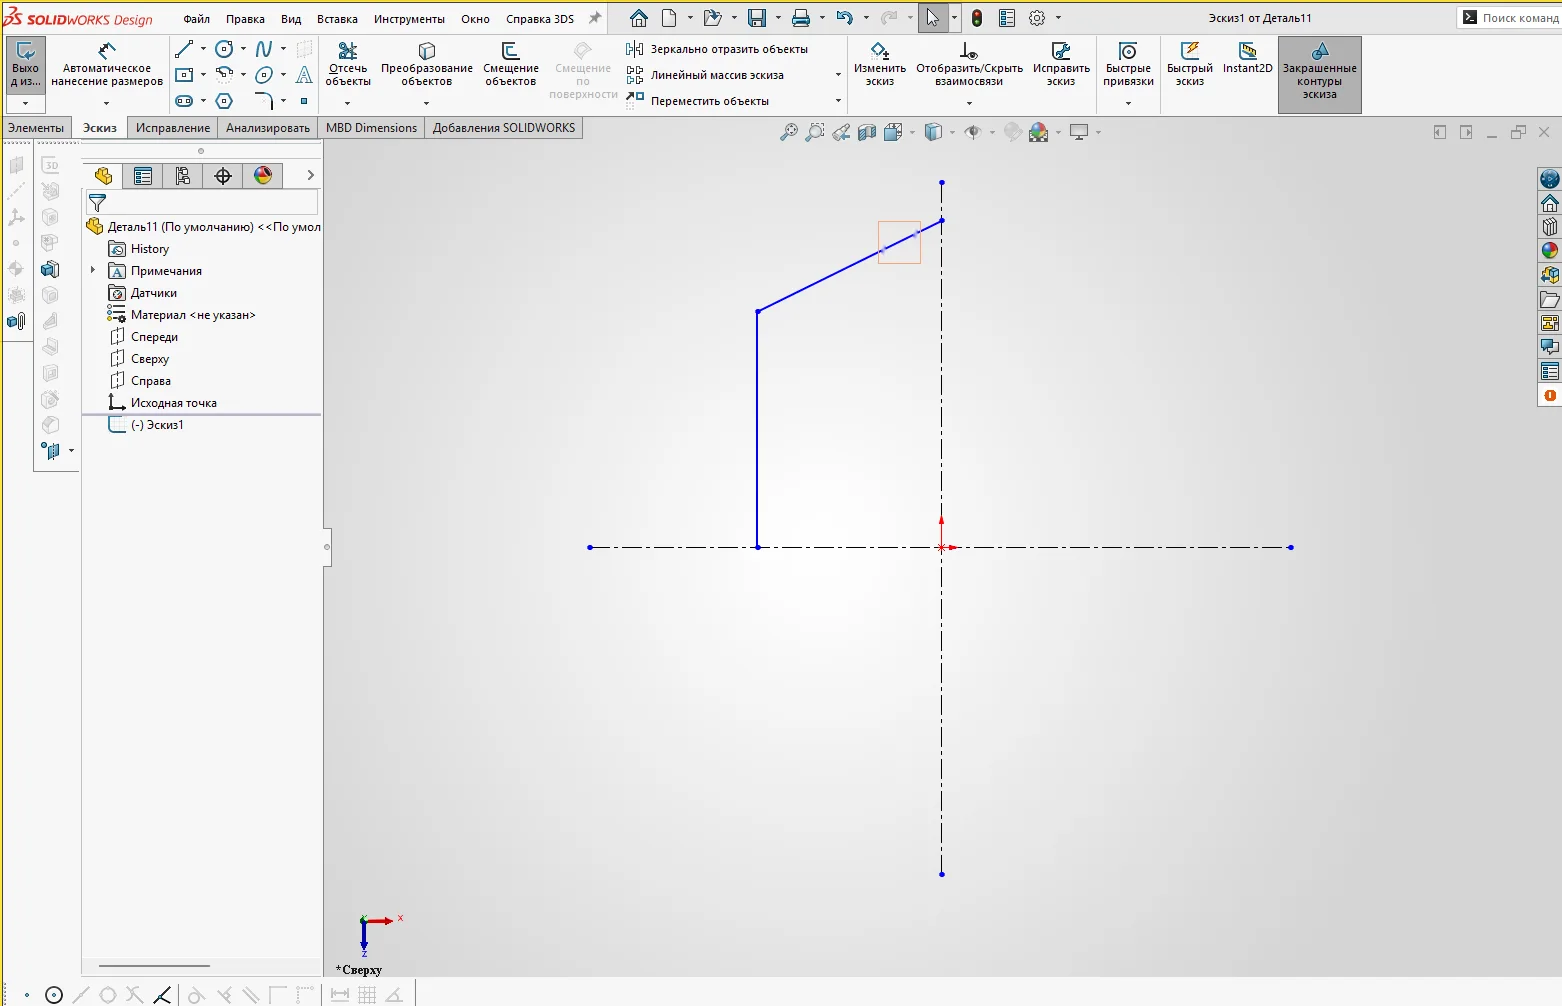 SOLIDWORKS Design
Файл Правка Вид Вставка Инструменты Окно Справка 3DS
Эскиз1 от Деталь11
Поиск команд
Выхо
д из...
Автоматическое
нанесение размеров
Отсечь
объекты
Преобразование
объектов
Смещение
объектов
Смещение
по
поверхности
Зеркально отразить объекты
Линейный массив эскиза
Переместить объекты
Изменить
эскиз
Отобразить/Скрыть
взаимосвязи
Исправить
эскиз
Быстрые
привязки
Быстрый
эскиз
Instant2D
Закрашенные
контуры
эскиза
Элементы Эскиз Исправление Анализировать MBD Dimensions Добавления SOLIDWORKS
3D
Деталь11 (По умолчанию) <<По умол
History
Примечания
Датчики
Материал <не указан>
Спереди
Сверху
Справа
Исходная точка
(-) Эскиз1
X
Y
Z
*Сверху